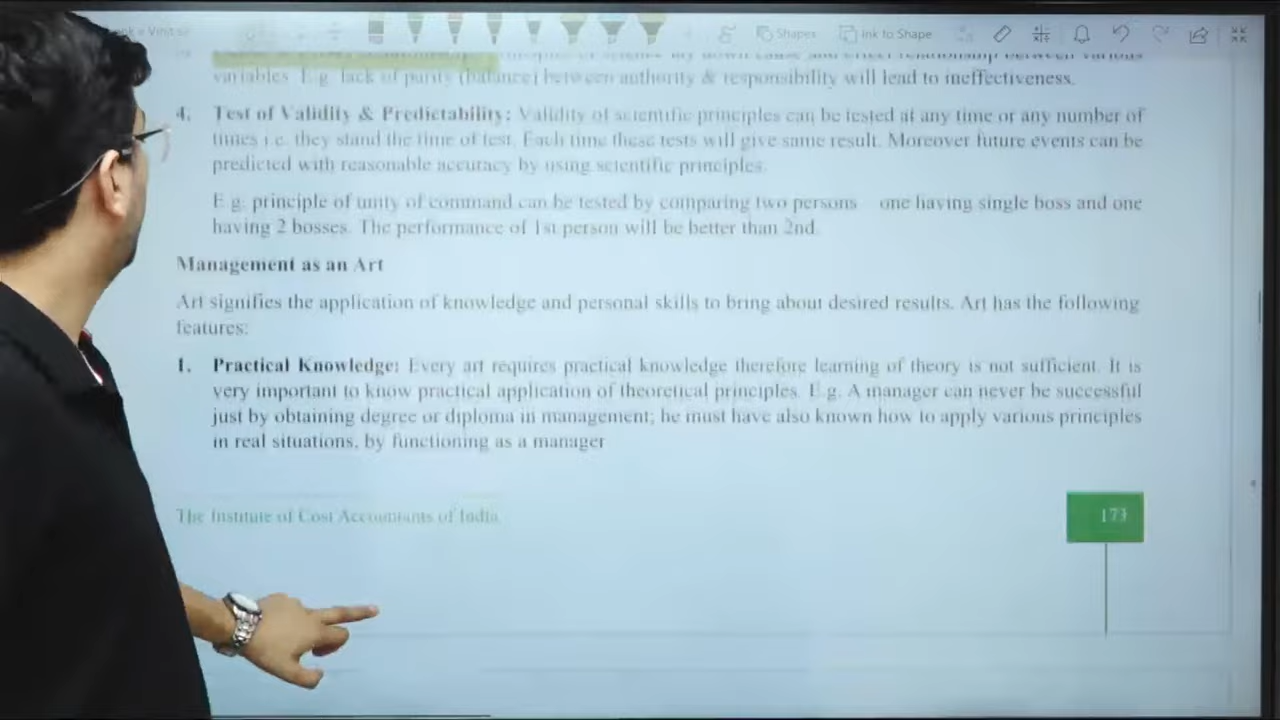 Shapes
Ink to Shape
variables. E.g. lack of parity (balance) between authority & responsibility will lead to ineffectiveness.
4. Test of Validity & Predictability: Validity of scientific principles can be tested at any time or any number of
times i.e. they stand the time of test. Each time these tests will give same result. Moreover future events can be
predicted with reasonable accuracy by using scientific principles.
E.g. principle of unity of command can be tested by comparing two persons one having single boss and one
having 2 bosses. The performance of 1st person will be better than 2nd.
Management as an Art
Art signifies the application of knowledge and personal skills to bring about desired results. Art has the following
features:
1. Practical Knowledge: Every art requires practical knowledge therefore learning of theory is not sufficient. It is
very important to know practical application of theoretical principles. E.g. A manager can never be successful
just by obtaining degree or diploma in management; he must have also known how to apply various principles
in real situations, by functioning as a manager
The Institute of Cost Accountants of India
173